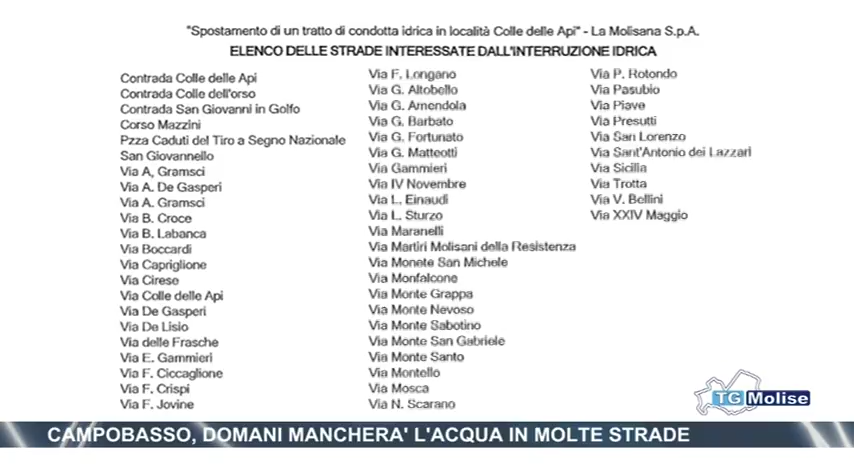 "Spostamento di un tratto di condotta idrica in località Colle delle Api" - La Molisana S.p.A.
ELENCO DELLE STRADE INTERESSATE DALL'INTERRUZIONE IDRICA
Contrada Colle delle Api
Contrada Colle dell'orso
Contrada San Giovanni in Golfo
Corso Mazzini
Pzza Caduti del Tiro a Segno Nazionale
San Giovannello
Via A, Gramsci
Via A. De Gasperi
Via A. Gramsci
Via B. Croce
Via B. Labanca
Via Boccardi
Via Capriglione
Via Cirese
Via Colle delle Api
Via De Gasperi
Via De Lisio
Via delle Frasche
Via E. Gammieri
Via F. Ciccaglione
Via F. Crispi
Via F. Jovine
Via F. Longano
Via G. Altobello
Via G. Amendola
Via G. Barbato
Via G. Fortunato
Via G. Matteotti
Via Gammieri
Via IV Novembre
Via L. Einaudi
Via L. Sturzo
Via Maranelli
Via Martiri Molisani della Resistenza
Via Monete San Michele
Via Monfalcone
Via Monte Grappa
Via Monte Nevoso
Via Monte Sabotino
Via Monte San Gabriele
Via Monte Santo
Via Montello
Via Mosca
Via N. Scarano
Via P. Rotondo
Via Pasubio
Via Piave
Via Presutti
Via San Lorenzo
Via Sant'Antonio dei Lazzari
Via Sicilia
Via Trotta
Via V. Bellini
Via XXIV Maggio
TG Molise
CAMPOBASSO, DOMANI MANCHERA' L'ACQUA IN MOLTE STRADE